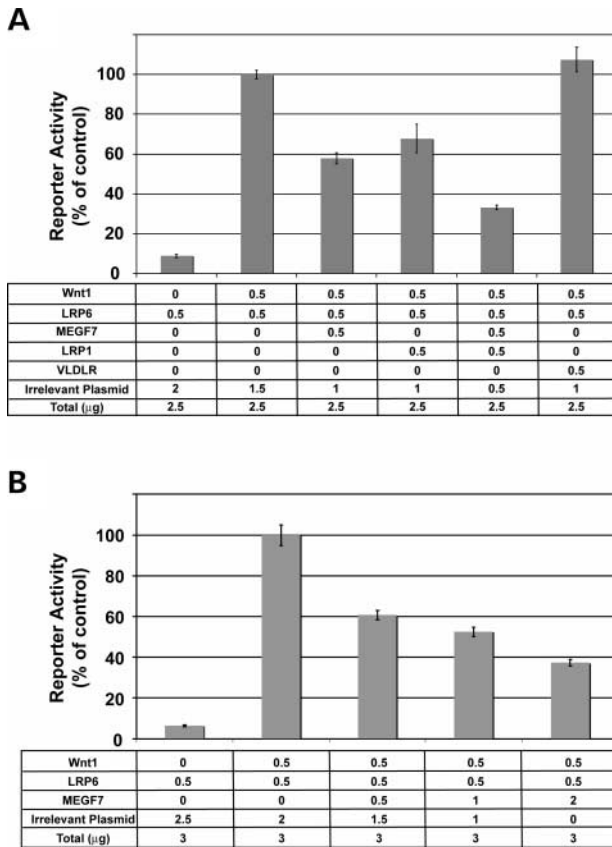 A
Reporter Activity
(% of control)
100
80
60
40
20
0
Wnt1 0 0.5 0.5 0.5 0.5 0.5
LRP6 0.5 0.5 0.5 0.5 0.5 0.5
MEGF7 0 0 0.5 0 0.5 0
LRP1 0 0 0 0.5 0.5 0
VLDLR 0 0 0 0 0 0.5
Irrelevant Plasmid 2 1.5 1 1 0.5 1
Total (µg) 2.5 2.5 2.5 2.5 2.5 2.5
B
Reporter Activity
(% of control)
100
80
60
40
20
0
Wnt1 0 0.5 0.5 0.5 0.5
LRP6 0.5 0.5 0.5 0.5 0.5
MEGF7 0 0 0.5 1 2
Irrelevant Plasmid 2.5 2 1.5 1 0
Total (µg) 3 3 3 3 3